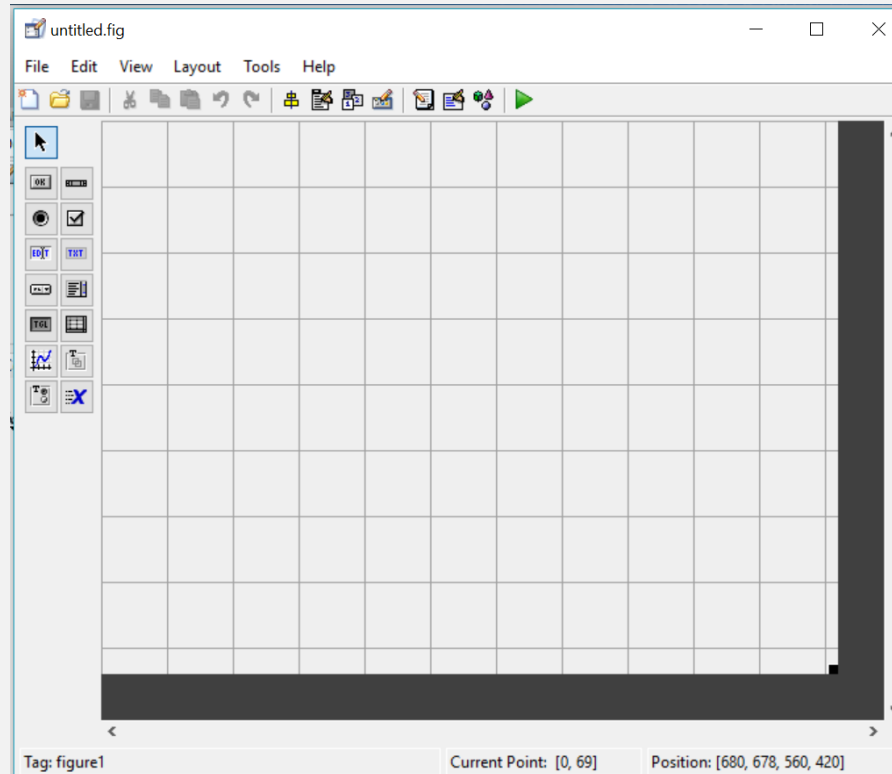 untitled.fig
File Edit View Layout Tools Help
OK
EDIT TXT
TGL
T
T X
Tag: figure1 Current Point: [0, 69] Position: [680, 678, 560, 420]